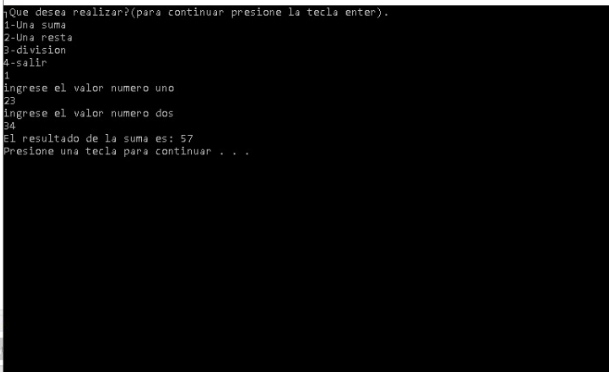 ┐Que desea realizar?(para continuar presione la tecla enter).
1-Una suma
2-Una resta
3-division
4-salir
1
ingrese el valor numero uno
23
ingrese el valor numero dos
34
El resultado de la suma es: 57
Presione una tecla para continuar . . .